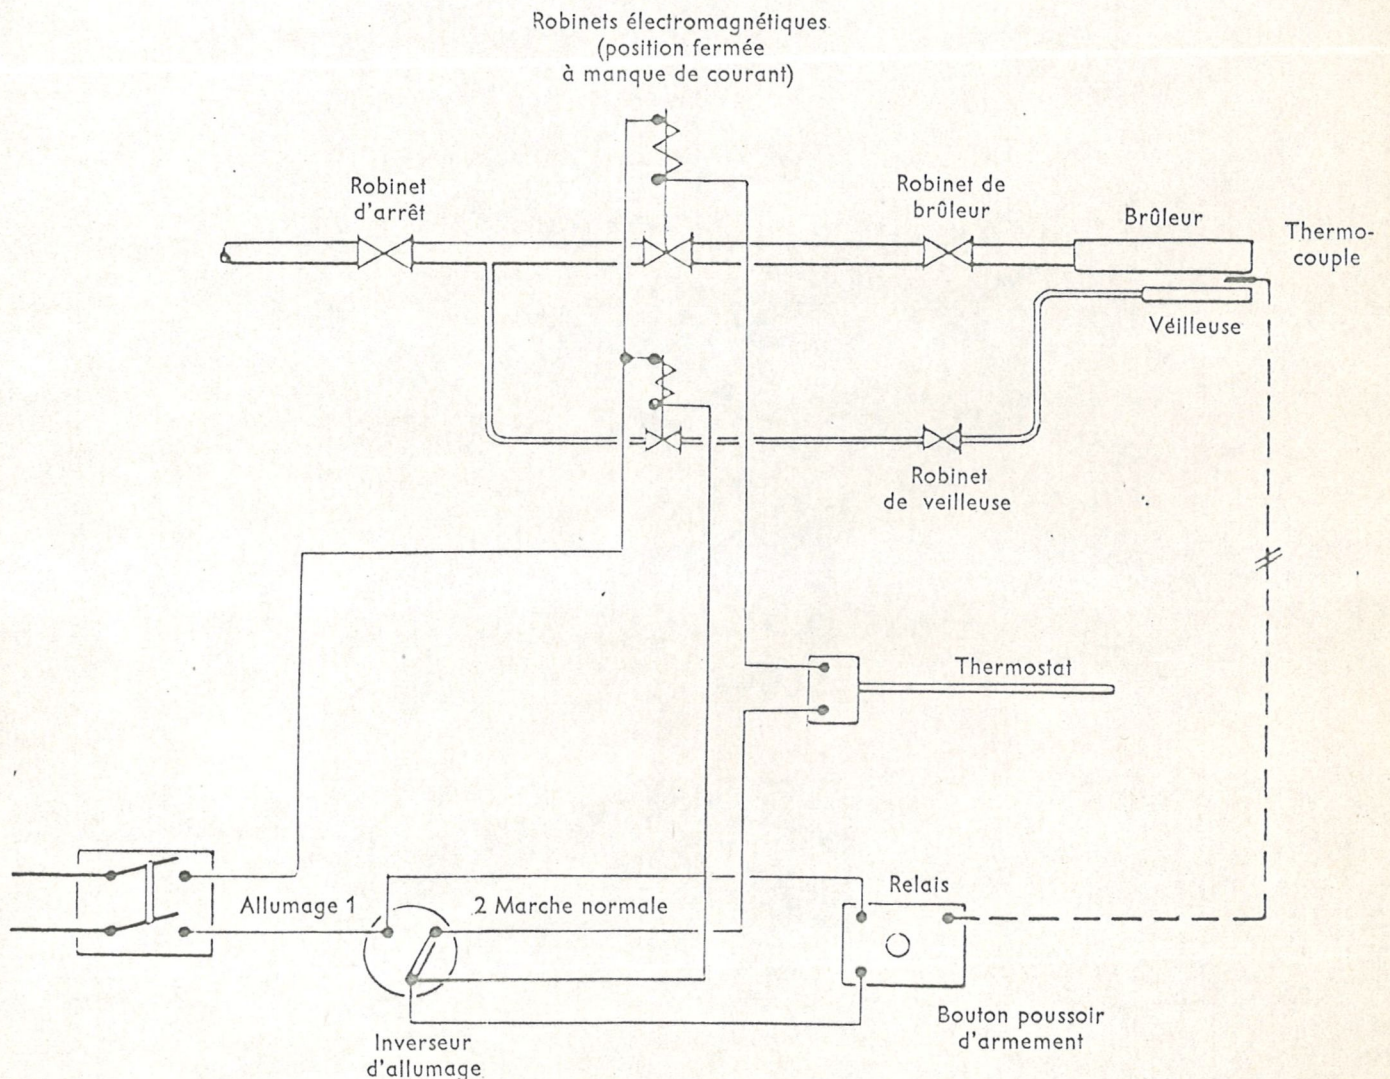 Robinets électromagnétiques
(position fermée
à manque de courant)
Robinet
d'arrêt
Robinet de
brûleur
Brûleur
Thermo-
couple
Véilleuse
Robinet
de veilleuse
Thermostat
Allumage 1
2 Marche normale
Relais
Inverseur
d'allumage
Bouton poussoir
d'armement